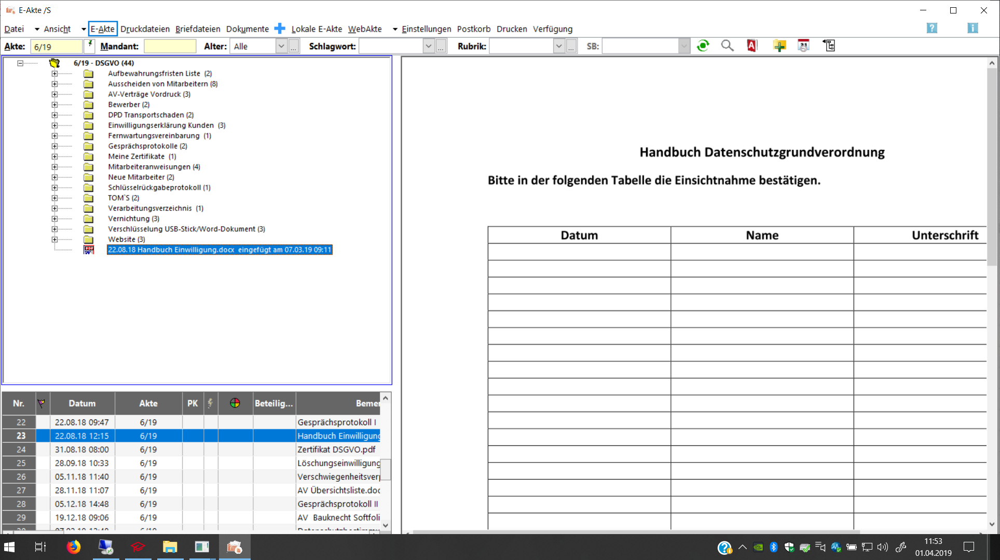 E-Akte /S
Datei Ansicht E-Akte Druckdateien Briefdateien Dokumente Lokale E-Akte WebAkte Einstellungen Postkorb Drucken Verfügung
Akte: 6/19 Mandant: Alter: Alle ... Schlagwort: ... Rubrik: ... SB:
6/19 - DSGVO (44)
Aufbewahrungsfristen Liste (2)
Ausscheiden von Mitarbeitern (8)
AV-Verträge Vordruck (3)
Bewerber (2)
DPD Transportschaden (2)
Einwilligungserklärung Kunden (3)
Fernwartungsvereinbarung (1)
Gesprächsprotokolle (2)
Meine Zertifikate (1)
Mitarbeiteranweisungen (4)
Neue Mitarbeiter (2)
Schlüsselrückgabeprotokoll (1)
TOM`S (2)
Verarbeitungsverzeichnis (1)
Vernichtung (3)
Verschlüsselung USB-Stick/Word-Dokument (3)
Website (3)
22.08.18 Handbuch Einwilligung.docx eingefügt am 07.03.19 09:11
Nr. Datum Akte PK Beteilig... Bemer
22 22.08.18 09:47 6/19 Gesprächsprotokoll I
23 22.08.18 12:15 6/19 Handbuch Einwilligung
24 31.08.18 08:00 6/19 Zertifikat DSGVO.pdf
25 28.09.18 10:33 6/19 Löschungseinwilligung
26 05.11.18 11:40 6/19 Verschwiegenheitsverp
27 28.11.18 11:07 6/19 AV Übersichtsliste.doc
28 05.12.18 14:48 6/19 Gesprächsprotokoll II
29 19.12.18 09:06 6/19 AV Bauknecht Softfoli
Handbuch Datenschutzgrundverordnung
Bitte in der folgenden Tabelle die Einsichtnahme bestätigen.
Datum Name Unterschrift
11:53
01.04.2019